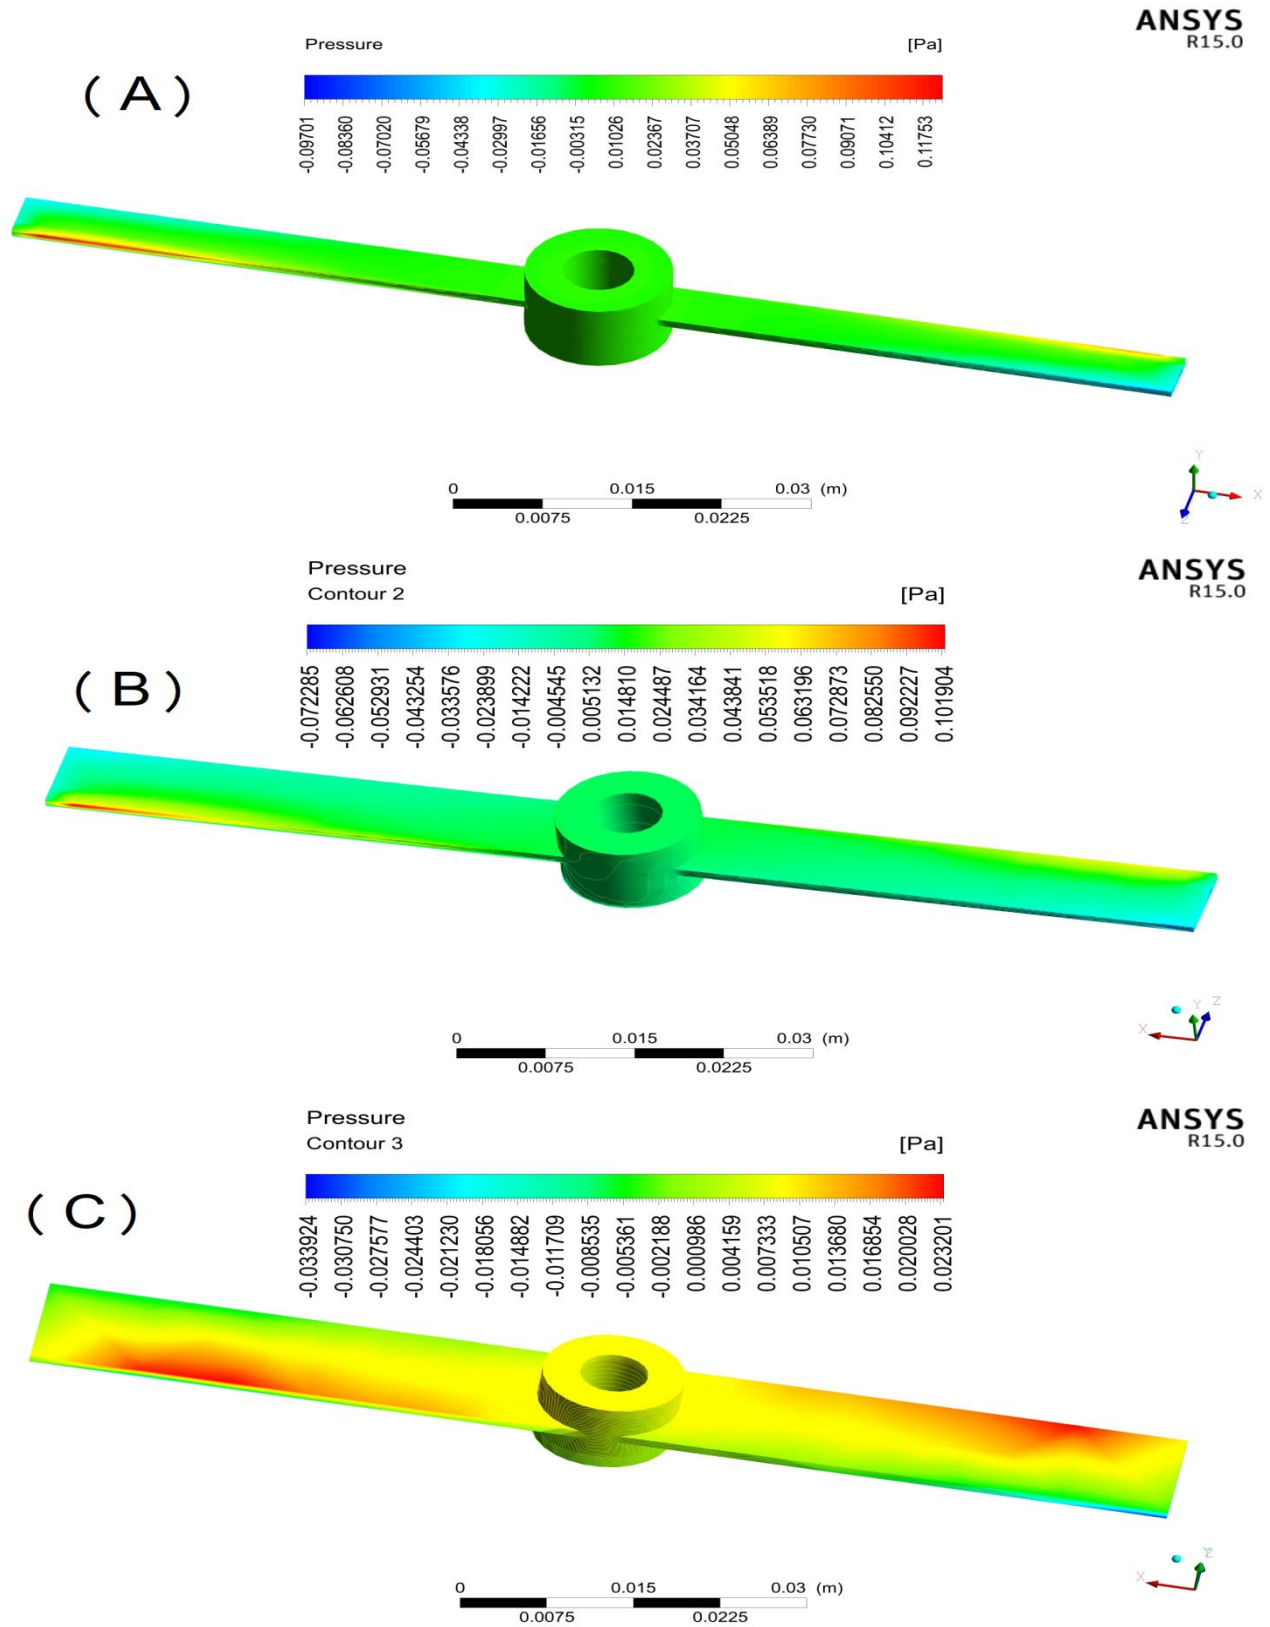 ANSYS
R15.0
Pressure [Pa]
( A )
-0.09701 -0.08360 -0.07020 -0.05679 -0.04338 -0.02997 -0.01656 -0.00315 0.01026 0.02367 0.03707 0.05048 0.06389 0.07730 0.09071 0.10412 0.11753
Y
X
Z
0 0.015 0.03 (m)
0.0075 0.0225
Pressure
Contour 2 [Pa]
ANSYS
R15.0
( B )
-0.072285 -0.062608 -0.052931 -0.043254 -0.033576 -0.023899 -0.014222 -0.004545 0.005132 0.014810 0.024487 0.034164 0.043841 0.053518 0.063196 0.072873 0.082550 0.092227 0.101904
Y Z
X
0 0.015 0.03 (m)
0.0075 0.0225
Pressure
Contour 3 [Pa]
ANSYS
R15.0
( C )
-0.033924 -0.030750 -0.027577 -0.024403 -0.021230 -0.018056 -0.014882 -0.011709 -0.008535 -0.005361 -0.002188 0.000986 0.004159 0.007333 0.010507 0.013680 0.016854 0.020028 0.023201
X
0 0.015 0.03 (m)
0.0075 0.0225